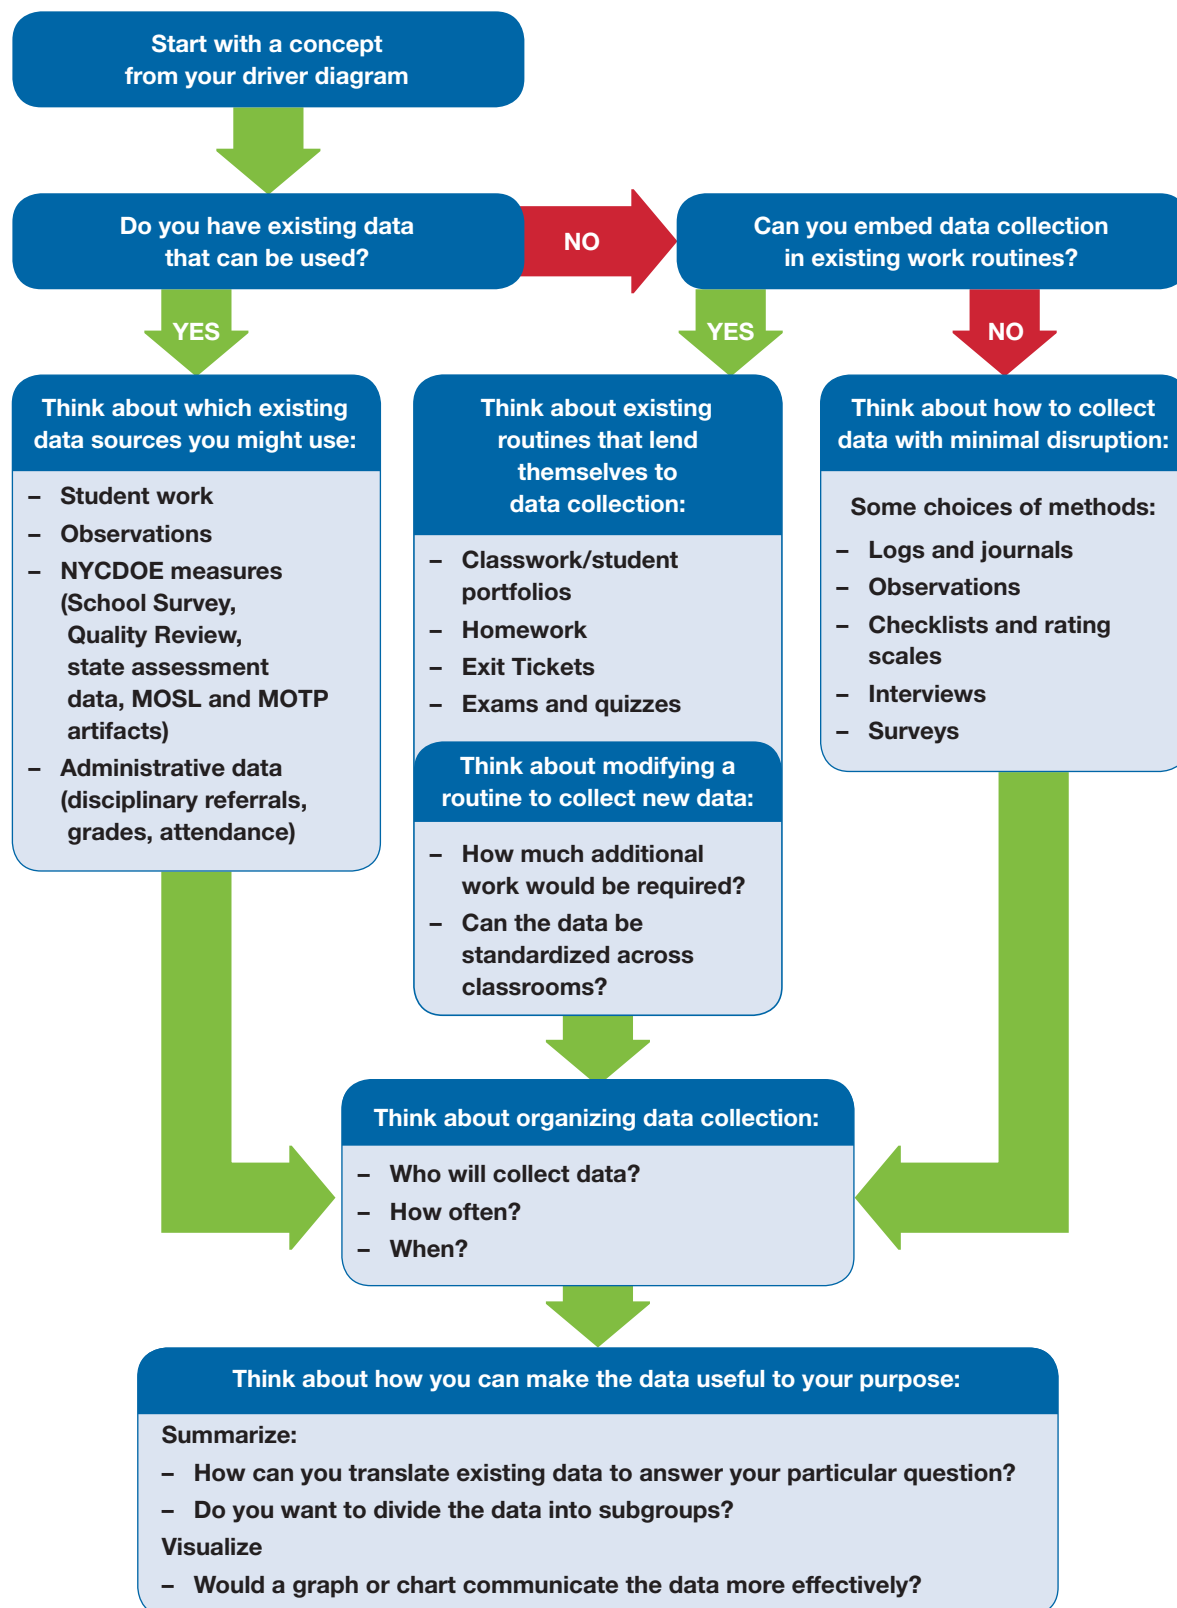 Start with a concept
from your driver diagram
Do you have existing data
that can be used?
NO
Can you embed data collection
in existing work routines?
YES
YES
NO
Think about which existing
data sources you might use:
– Student work
– Observations
– NYCDOE measures
(School Survey,
Quality Review,
state assessment
data, MOSL and MOTP
artifacts)
– Administrative data
(disciplinary referrals,
grades, attendance)
Think about existing
routines that lend
themselves to
data collection:
– Classwork/student
portfolios
– Homework
– Exit Tickets
– Exams and quizzes
Think about modifying a
routine to collect new data:
– How much additional
work would be required?
– Can the data be
standardized across
classrooms?
Think about how to collect
data with minimal disruption:
Some choices of methods:
– Logs and journals
– Observations
– Checklists and rating
scales
– Interviews
– Surveys
Think about organizing data collection:
– Who will collect data?
– How often?
– When?
Think about how you can make the data useful to your purpose:
Summarize:
– How can you translate existing data to answer your particular question?
– Do you want to divide the data into subgroups?
Visualize
– Would a graph or chart communicate the data more effectively?